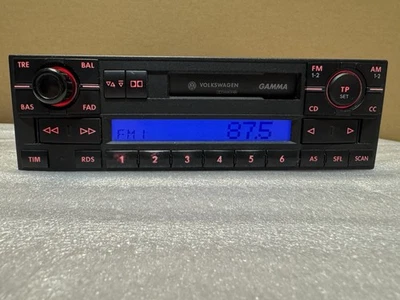 TRE BAL
BAS FAD
VOLKSWAGEN GAMMA
FM
1-2
AM
1-2
TP
SET
CD CC
FM1 87.5
TIM RDS 1 2 3 4 5 6 AS SFL SCAN